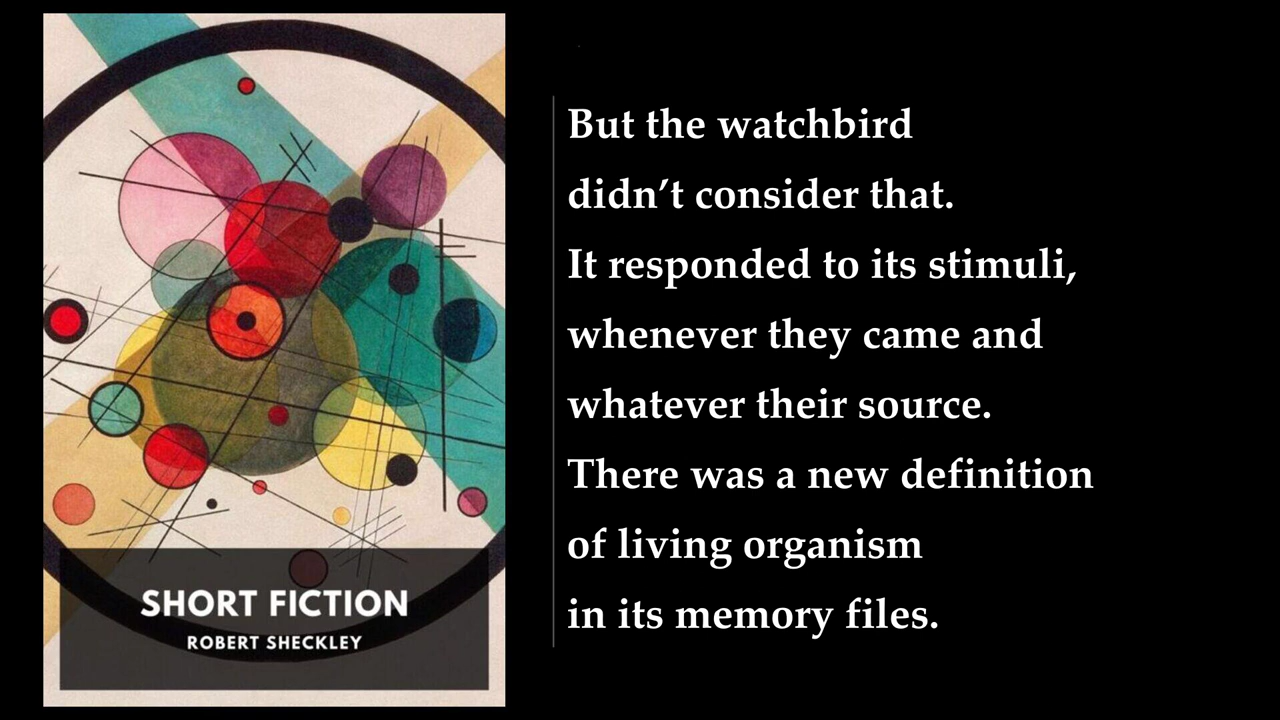 But the watchbird
didn’t consider that.
It responded to its stimuli,
whenever they came and
whatever their source.
There was a new definition
of living organism
in its memory files.
SHORT FICTION
ROBERT SHECKLEY